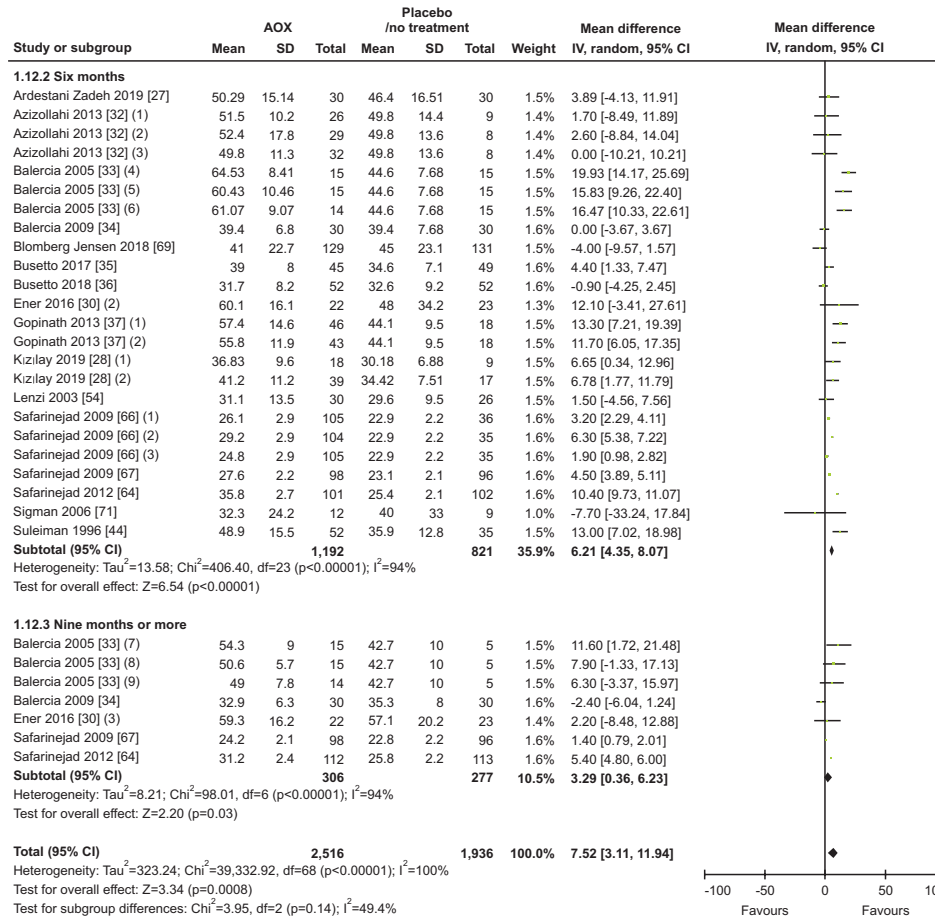 Placebo
AOX /no treatment Mean difference Mean difference
Study or subgroup Mean SD Total Mean SD Total Weight IV, random, 95% CI IV, random, 95% CI
1.12.2 Six months
Ardestani Zadeh 2019 [27] 50.29 15.14 30 46.4 16.51 30 1.5% 3.89 [-4.13, 11.91]
Azizollahi 2013 [32] (1) 51.5 10.2 26 49.8 14.4 9 1.4% 1.70 [-8.49, 11.89]
Azizollahi 2013 [32] (2) 52.4 17.8 29 49.8 13.6 8 1.4% 2.60 [-8.84, 14.04]
Azizollahi 2013 [32] (3) 49.8 11.3 32 49.8 13.6 8 1.4% 0.00 [-10.21, 10.21]
Balercia 2005 [33] (4) 64.53 8.41 15 44.6 7.68 15 1.5% 19.93 [14.17, 25.69]
Balercia 2005 [33] (5) 60.43 10.46 15 44.6 7.68 15 1.5% 15.83 [9.26, 22.40]
Balercia 2005 [33] (6) 61.07 9.07 14 44.6 7.68 15 1.5% 16.47 [10.33, 22.61]
Balercia 2009 [34] 39.4 6.8 30 39.4 7.68 30 1.6% 0.00 [-3.67, 3.67]
Blomberg Jensen 2018 [69] 41 22.7 129 45 23.1 131 1.5% -4.00 [-9.57, 1.57]
Busetto 2017 [35] 39 8 45 34.6 7.1 49 1.6% 4.40 [1.33, 7.47]
Busetto 2018 [36] 31.7 8.2 52 32.6 9.2 52 1.6% -0.90 [-4.25, 2.45]
Ener 2016 [30] (2) 60.1 16.1 22 48 34.2 23 1.3% 12.10 [-3.41, 27.61]
Gopinath 2013 [37] (1) 57.4 14.6 46 44.1 9.5 18 1.5% 13.30 [7.21, 19.39]
Gopinath 2013 [37] (2) 55.8 11.9 43 44.1 9.5 18 1.5% 11.70 [6.05, 17.35]
Kızılay 2019 [28] (1) 36.83 9.6 18 30.18 6.88 9 1.5% 6.65 [0.34, 12.96]
Kızılay 2019 [28] (2) 41.2 11.2 39 34.42 7.51 17 1.5% 6.78 [1.77, 11.79]
Lenzi 2003 [54] 31.1 13.5 30 29.6 9.5 26 1.5% 1.50 [-4.56, 7.56]
Safarinejad 2009 [66] (1) 26.1 2.9 105 22.9 2.2 36 1.6% 3.20 [2.29, 4.11]
Safarinejad 2009 [66] (2) 29.2 2.9 104 22.9 2.2 35 1.6% 6.30 [5.38, 7.22]
Safarinejad 2009 [66] (3) 24.8 2.9 105 22.9 2.2 35 1.6% 1.90 [0.98, 2.82]
Safarinejad 2009 [67] 27.6 2.2 98 23.1 2.1 96 1.6% 4.50 [3.89, 5.11]
Safarinejad 2012 [64] 35.8 2.7 101 25.4 2.1 102 1.6% 10.40 [9.73, 11.07]
Sigman 2006 [71] 32.3 24.2 12 40 33 9 1.0% -7.70 [-33.24, 17.84]
Suleiman 1996 [44] 48.9 15.5 52 35.9 12.8 35 1.5% 13.00 [7.02, 18.98]
Subtotal (95% CI) 1,192 821 35.9% 6.21 [4.35, 8.07]
Heterogeneity: Tau²=13.58; Chi²=406.40, df=23 (p<0.00001); I²=94%
Test for overall effect: Z=6.54 (p<0.00001)
1.12.3 Nine months or more
Balercia 2005 [33] (7) 54.3 9 15 42.7 10 5 1.5% 11.60 [1.72, 21.48]
Balercia 2005 [33] (8) 50.6 5.7 15 42.7 10 5 1.5% 7.90 [-1.33, 17.13]
Balercia 2005 [33] (9) 49 7.8 14 42.7 10 5 1.5% 6.30 [-3.37, 15.97]
Balercia 2009 [34] 32.9 6.3 30 35.3 8 30 1.6% -2.40 [-6.04, 1.24]
Ener 2016 [30] (3) 59.3 16.2 22 57.1 20.2 23 1.4% 2.20 [-8.48, 12.88]
Safarinejad 2009 [67] 24.2 2.1 98 22.8 2.2 96 1.6% 1.40 [0.79, 2.01]
Safarinejad 2012 [64] 31.2 2.4 112 25.8 2.2 113 1.6% 5.40 [4.80, 6.00]
Subtotal (95% CI) 306 277 10.5% 3.29 [0.36, 6.23]
Heterogeneity: Tau²=8.21; Chi²=98.01, df=6 (p<0.00001); I²=94%
Test for overall effect: Z=2.20 (p=0.03)
Total (95% CI) 2,516 1,936 100.0% 7.52 [3.11, 11.94]
Heterogeneity: Tau²=323.24; Chi²=39,332.92, df=68 (p<0.00001); I²=100%
Test for overall effect: Z=3.34 (p=0.0008)
Test for subgroup differences: Chi²=3.95, df=2 (p=0.14); I²=49.4%
-100 -50 0 50
Favours Favours